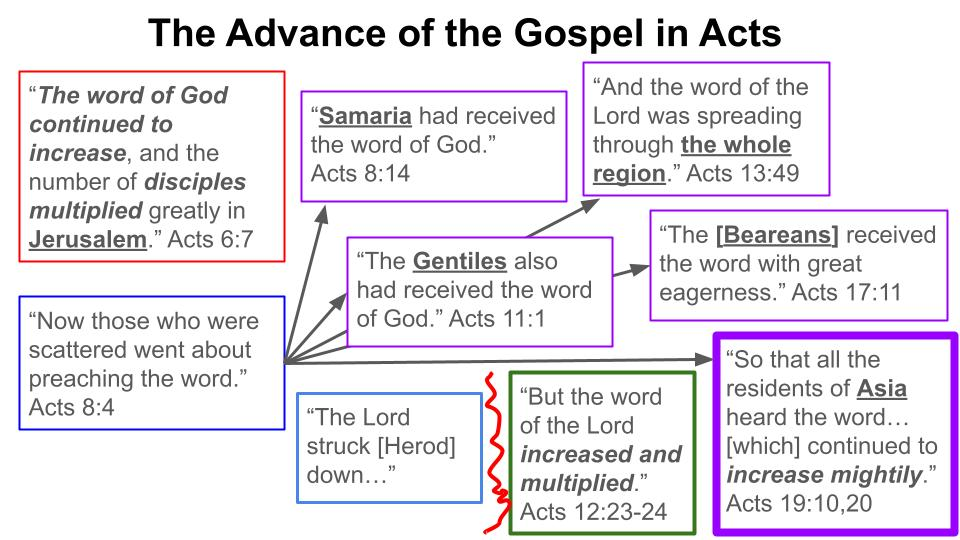 The Advance of the Gospel in Acts
“The word of God
continued to
increase, and the
number of disciples
multiplied greatly in
Jerusalem.” Acts 6:7
“Samaria had received
the word of God.”
Acts 8:14
“And the word of the
Lord was spreading
through the whole
region.” Acts 13:49
“The Gentiles also
had received the word
of God.” Acts 11:1
“The [Beareans] received
the word with great
eagerness.” Acts 17:11
“Now those who were
scattered went about
preaching the word.”
Acts 8:4
“The Lord
struck [Herod]
down…”
“But the word
of the Lord
increased and
multiplied.”
Acts 12:23-24
“So that all the
residents of Asia
heard the word…
[which] continued to
increase mightily.”
Acts 19:10,20